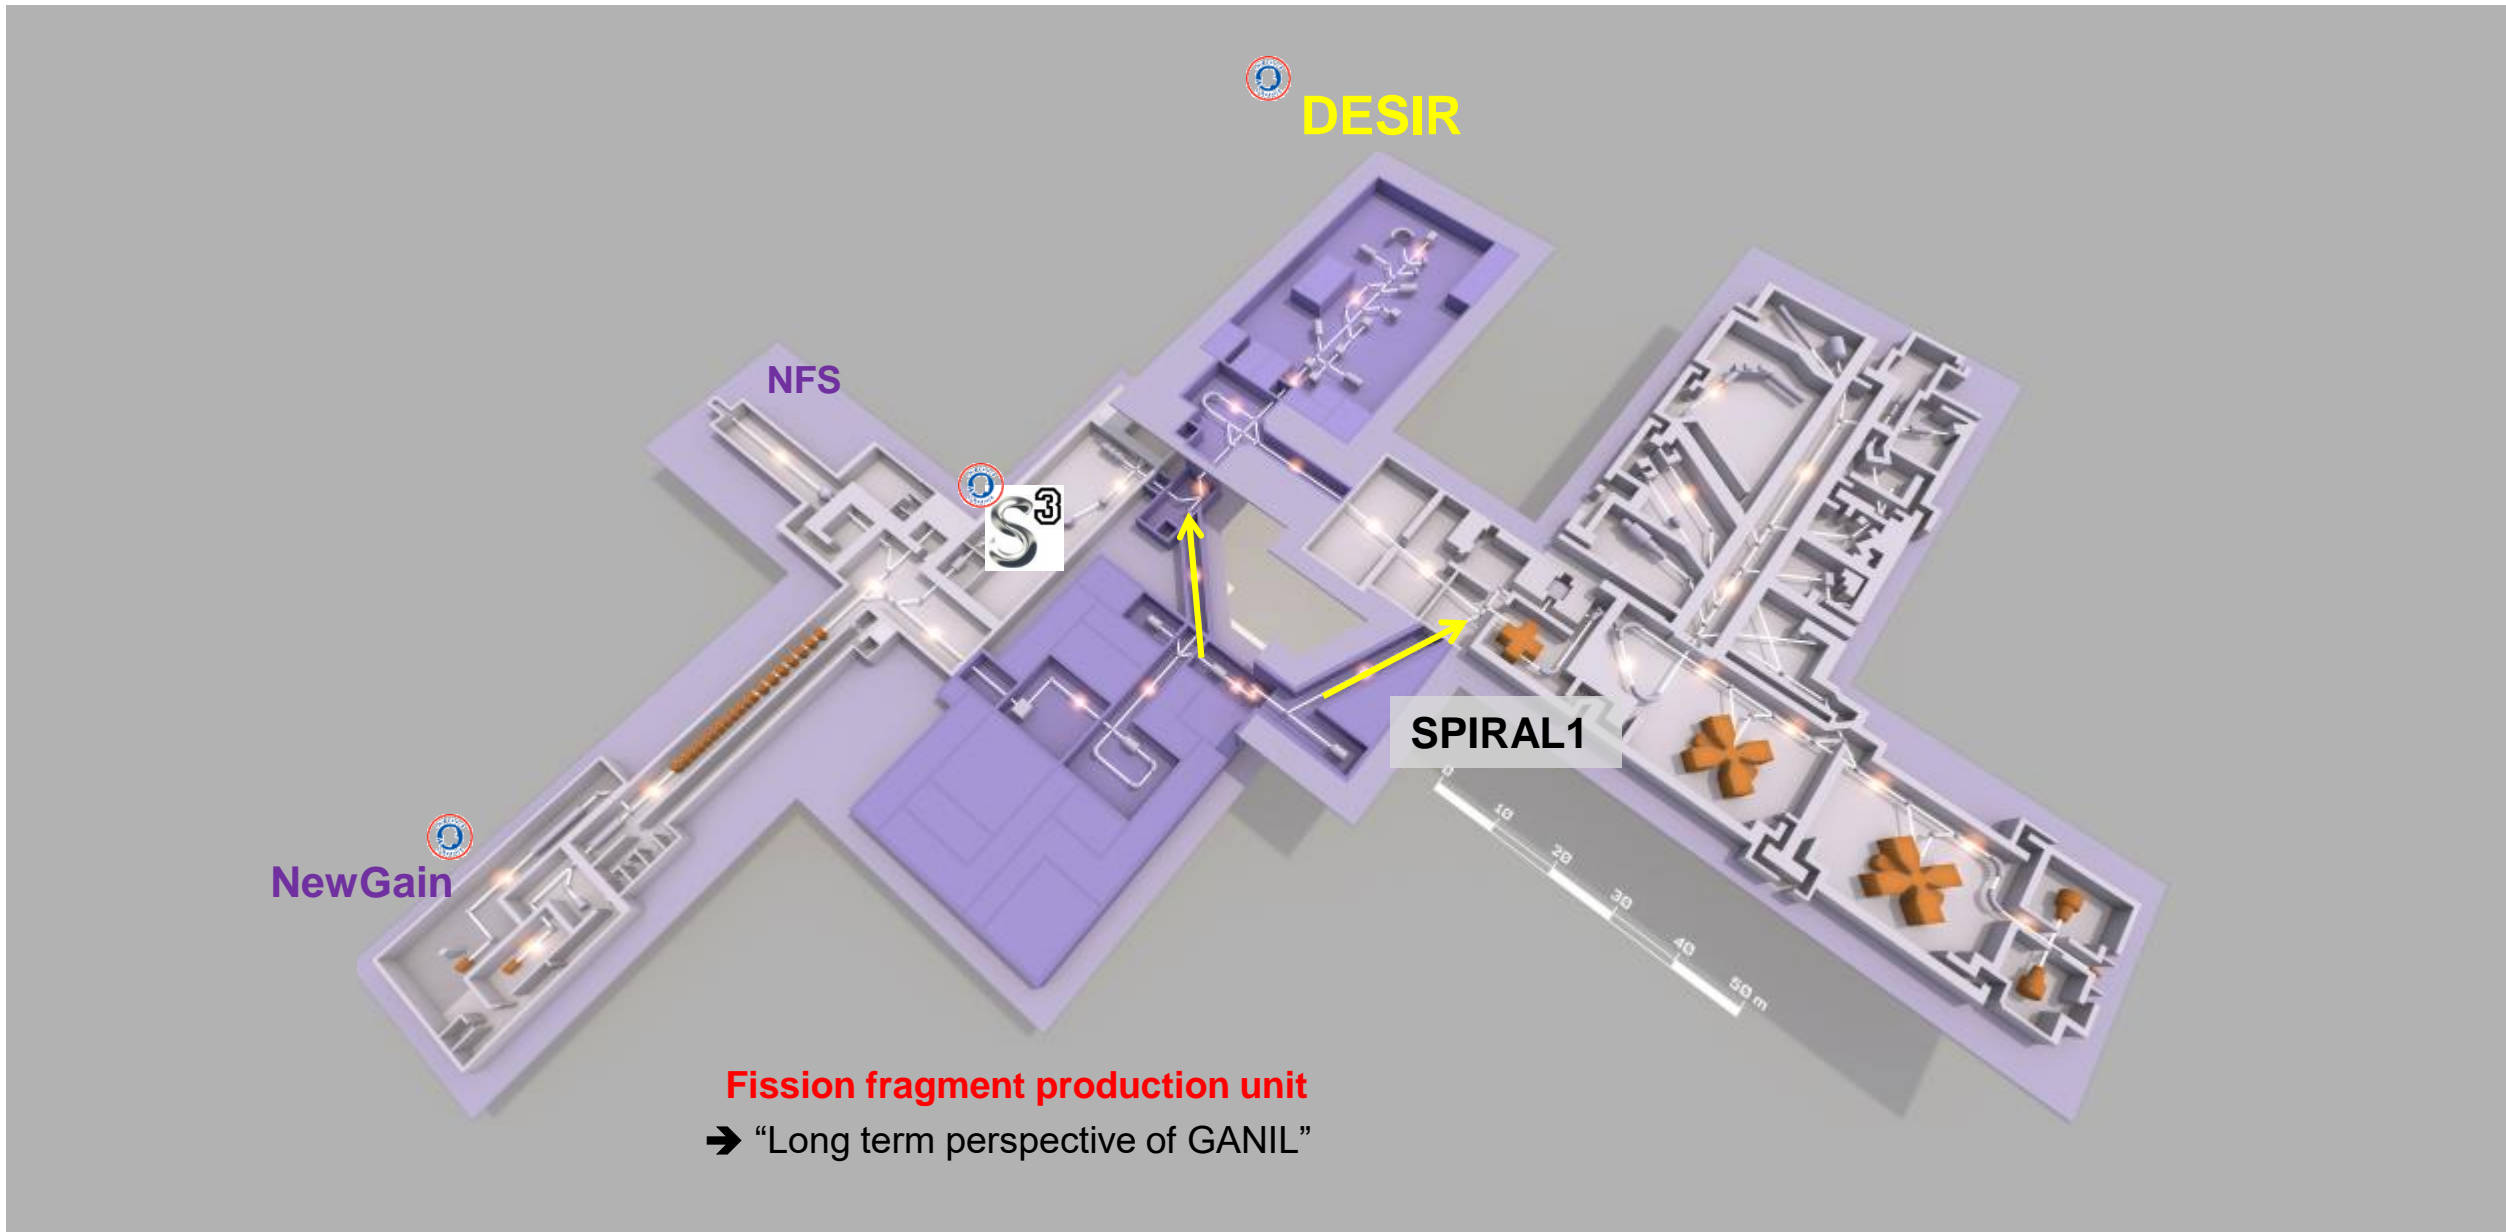 DESIR
NFS
S3
SPIRAL1
0
10
20
30
40
50 m
NewGain
Fission fragment production unit
➔ “Long term perspective of GANIL”